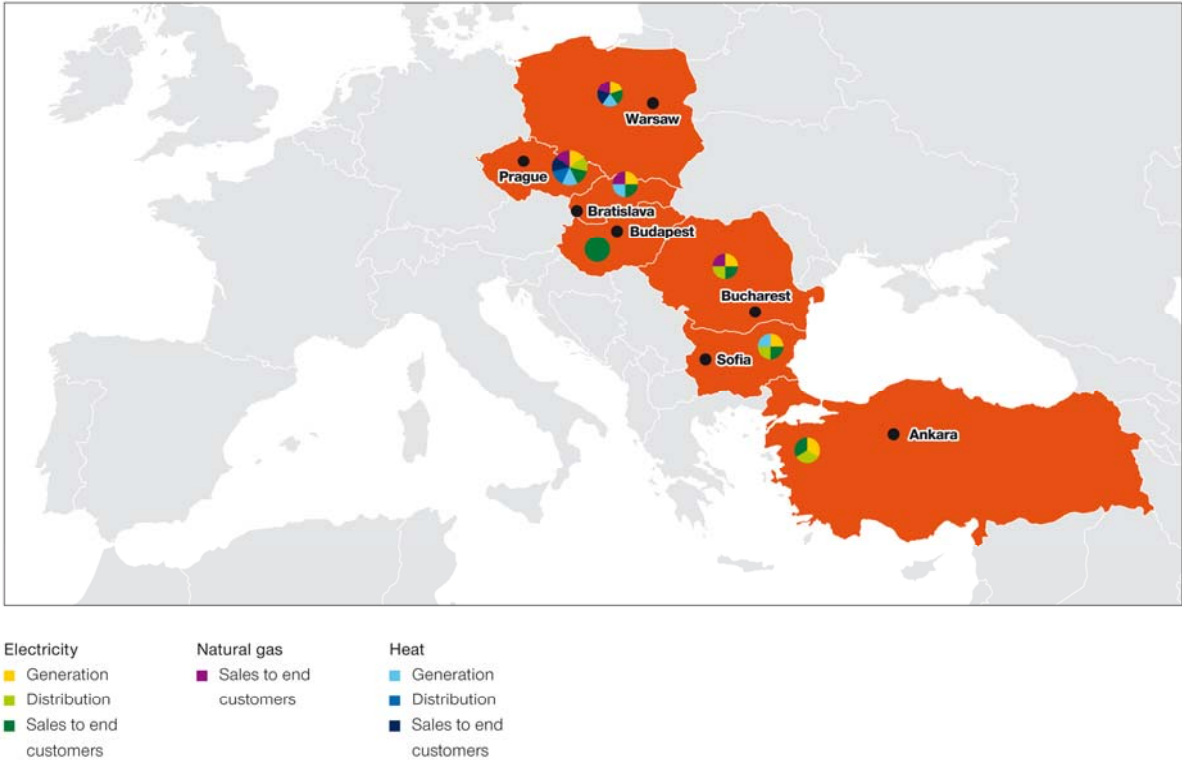 Warsaw
Prague
Bratislava
Budapest
Bucharest
Sofia
Ankara
Electricity
Generation
Distribution
Sales to end
customers
Natural gas
Sales to end
customers
Heat
Generation
Distribution
Sales to end
customers